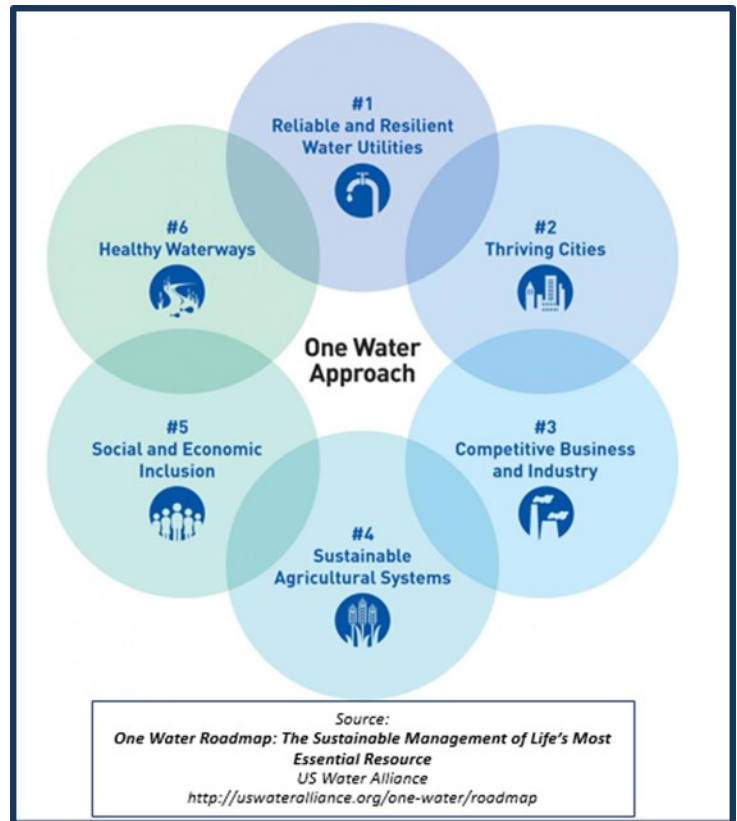 #1
Reliable and Resilient
Water Utilities
#2
Thriving Cities
#3
Competitive Business
and Industry
#4
Sustainable
Agricultural Systems
#5
Social and Economic
Inclusion
#6
Healthy Waterways
One Water
Approach
Source:
One Water Roadmap: The Sustainable Management of Life's Most
Essential Resource
US Water Alliance
http://uswateralliance.org/one-water/roadmap